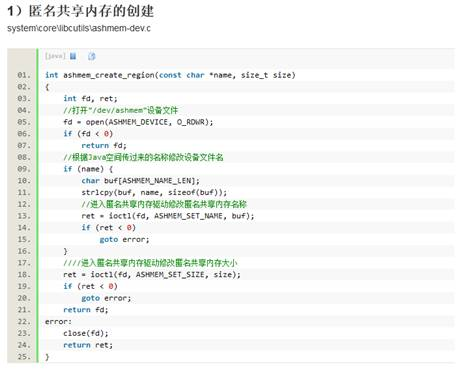 1）匿名共享内存的创建
system\core\libcutils\ashmem-dev.c
[java]
01. int ashmem_create_region(const char *name, size_t size)
02. {
03. int fd, ret;
04. //打开"/dev/ashmem"设备文件
05. fd = open(ASHMEM_DEVICE, O_RDWR);
06. if (fd < 0)
07. return fd;
08. //根据Java空间传过来的名称修改设备文件名
09. if (name) {
10. char buf[ASHMEM_NAME_LEN];
11. strlcpy(buf, name, sizeof(buf));
12. //进入匿名共享内存驱动修改匿名共享内存名称
13. ret = ioctl(fd, ASHMEM_SET_NAME, buf);
14. if (ret < 0)
15. goto error;
16. }
17. ////进入匿名共享内存驱动修改匿名共享内存大小
18. ret = ioctl(fd, ASHMEM_SET_SIZE, size);
19. if (ret < 0)
20. goto error;
21. return fd;
22. error:
23. close(fd);
24. return ret;
25. }